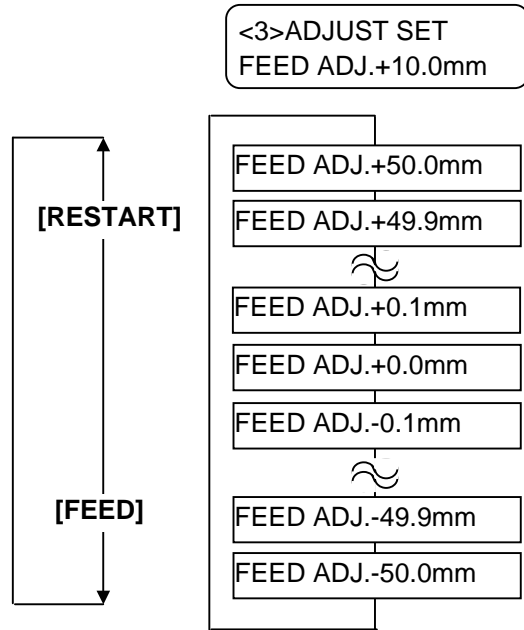 <3>ADJUST SET
FEED ADJ.+10.0mm
FEED ADJ.+50.0mm
[RESTART]
FEED ADJ.+49.9mm
FEED ADJ.+0.1mm
FEED ADJ.+0.0mm
FEED ADJ.-0.1mm
[FEED]
FEED ADJ.-49.9mm
FEED ADJ.-50.0mm